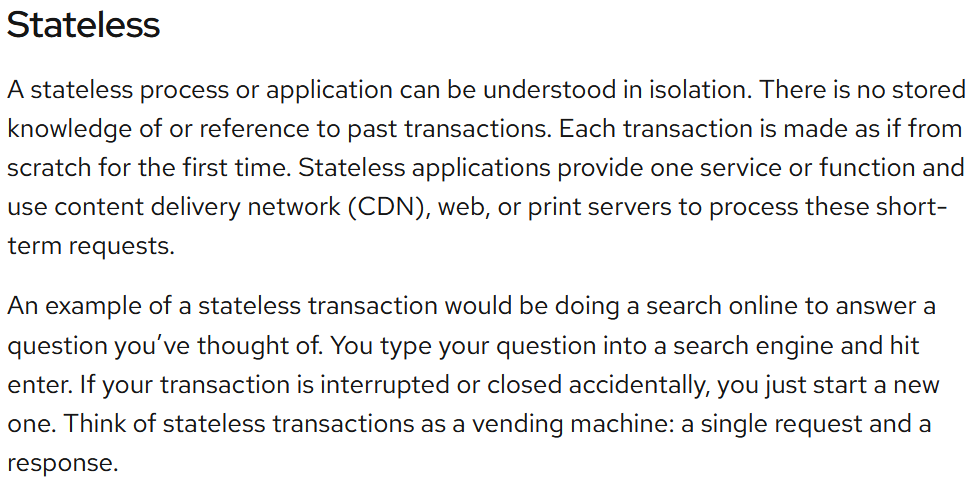 Stateless
A stateless process or application can be understood in isolation. There is no stored
knowledge of or reference to past transactions. Each transaction is made as if from
scratch for the first time. Stateless applications provide one service or function and
use content delivery network (CDN), web, or print servers to process these short-
term requests.
An example of a stateless transaction would be doing a search online to answer a
question you’ve thought of. You type your question into a search engine and hit
enter. If your transaction is interrupted or closed accidentally, you just start a new
one. Think of stateless transactions as a vending machine: a single request and a
response.